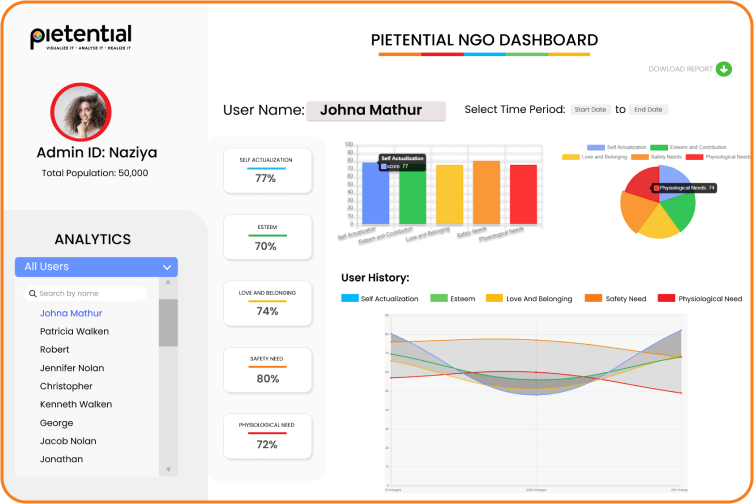 pietential
VISUALIZE IT • ANALYSE IT • REALIZE IT
Admin ID: Naziya
Total Population: 50,000
ANALYTICS
All Users
Search by name
Johna Mathur
Patricia Walken
Robert
Jennifer Nolan
Christopher
Kenneth Walken
George
Jacob Nolan
Jonathan
PIETENTIAL NGO DASHBOARD
DOWLOAD REPORT
User Name: Johna Mathur
Select Time Period: Start Date to End Date
SELF ACTUALIZATION
77%
ESTEEM
70%
LOVE AND BELONGING
74%
SAFETY NEED
80%
PHYSIOLOGICAL NEED
72%
100
90
80
70
60
50
40
30
20
10
0
Self Actualization
score: 77
Self Actualization
Esteem and Contribution
Love and Belonging
Safety Needs
Physiological Needs
Self Actualization Esteem and Contribution
Love and Belonging Safety Needs Physiological Needs
Physiological Needs: 74
User History:
Self Actualization Esteem Love And Belonging Safety Need Physiological Need